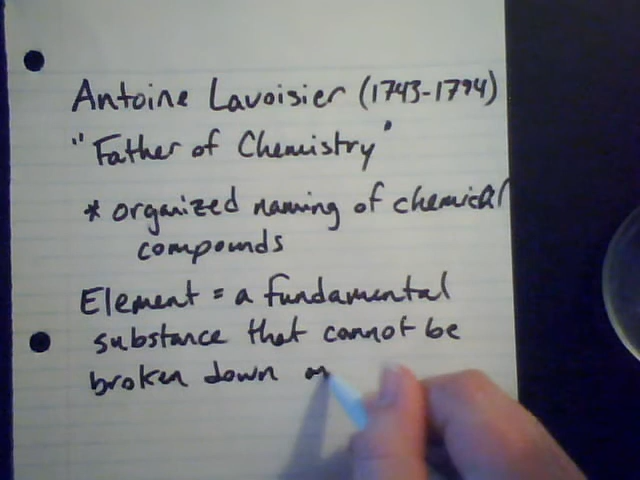 Antoine Lavoisier (1743-1794)
"Father of Chemistry"
* organized naming of chemical
compounds
Element = a fundamental
substance that cannot be
broken down